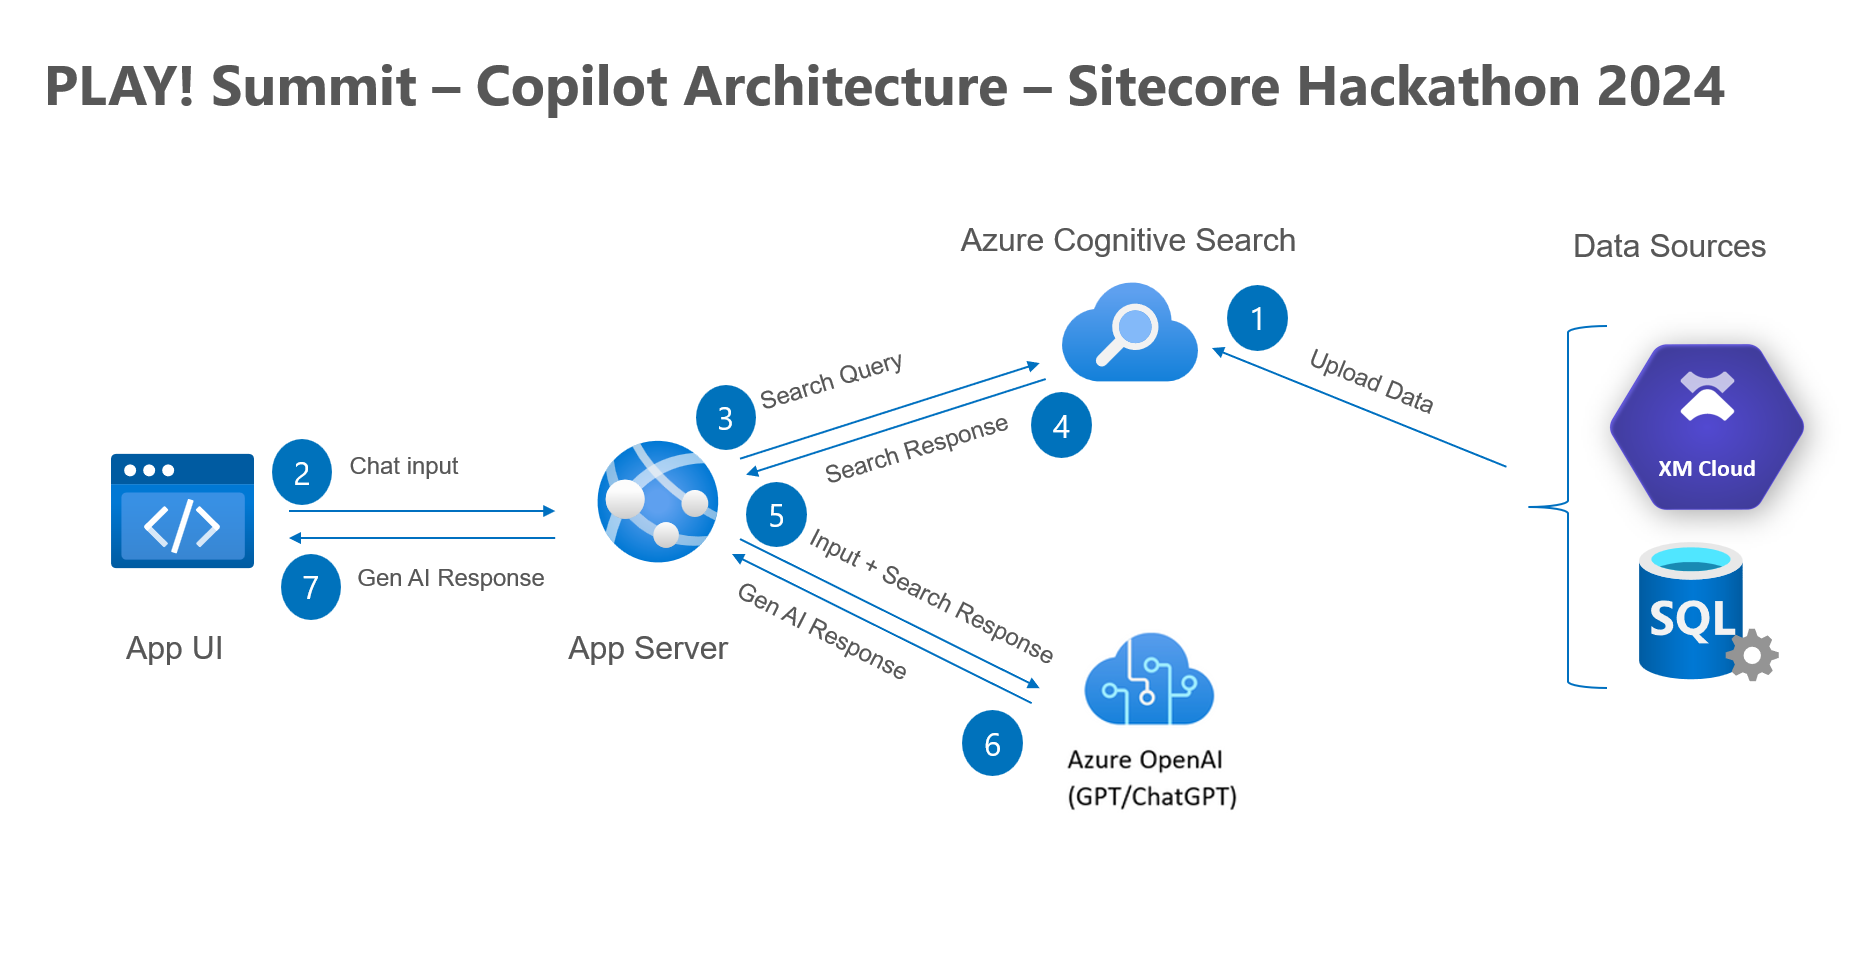 PLAY! Summit – Copilot Architecture – Sitecore Hackathon 2024
Azure Cognitive Search
Data Sources
1
Upload Data
XM Cloud
SQL
3
Search Query
4
Search Response
2
Chat input
7
Gen AI Response
App UI
App Server
5
Input + Search Response
Gen AI Response
6
Azure OpenAI
(GPT/ChatGPT)